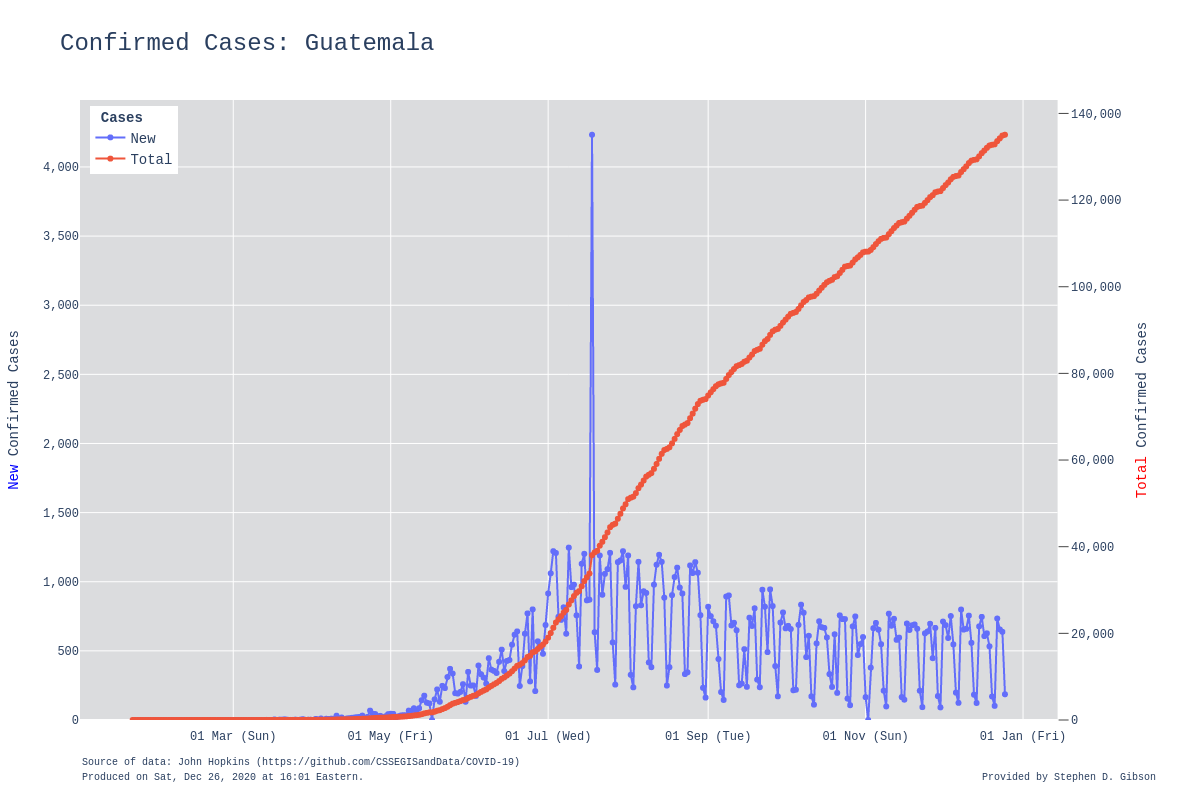 Confirmed Cases: Guatemala
Cases
New
Total
4,000
3,500
3,000
2,500
2,000
1,500
1,000
500
0
New Confirmed Cases
140,000
120,000
100,000
80,000
60,000
40,000
20,000
0
Total Confirmed Cases
01 Mar (Sun) 01 May (Fri) 01 Jul (Wed) 01 Sep (Tue) 01 Nov (Sun) 01 Jan (Fri)
Source of data: John Hopkins (https://github.com/CSSEGISandData/COVID-19)
Produced on Sat, Dec 26, 2020 at 16:01 Eastern.
Provided by Stephen D. Gibson